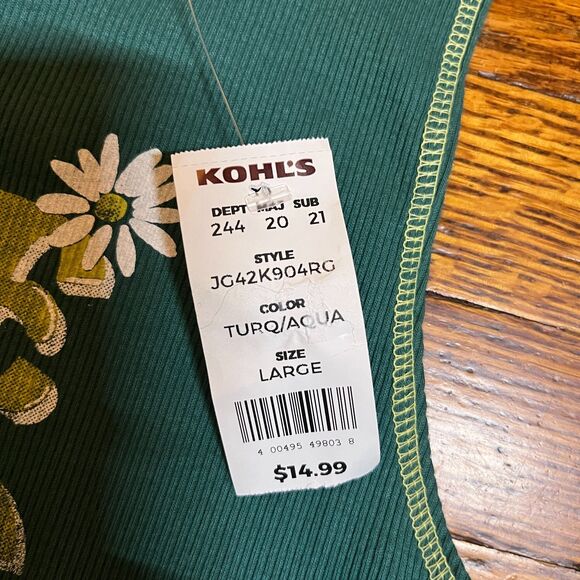 KOHL'S
DEPT MAJ SUB
244 20 21
STYLE
JG42K904RG
COLOR
TURQ/AQUA
SIZE
LARGE
4 00495 49803 8
$14.99